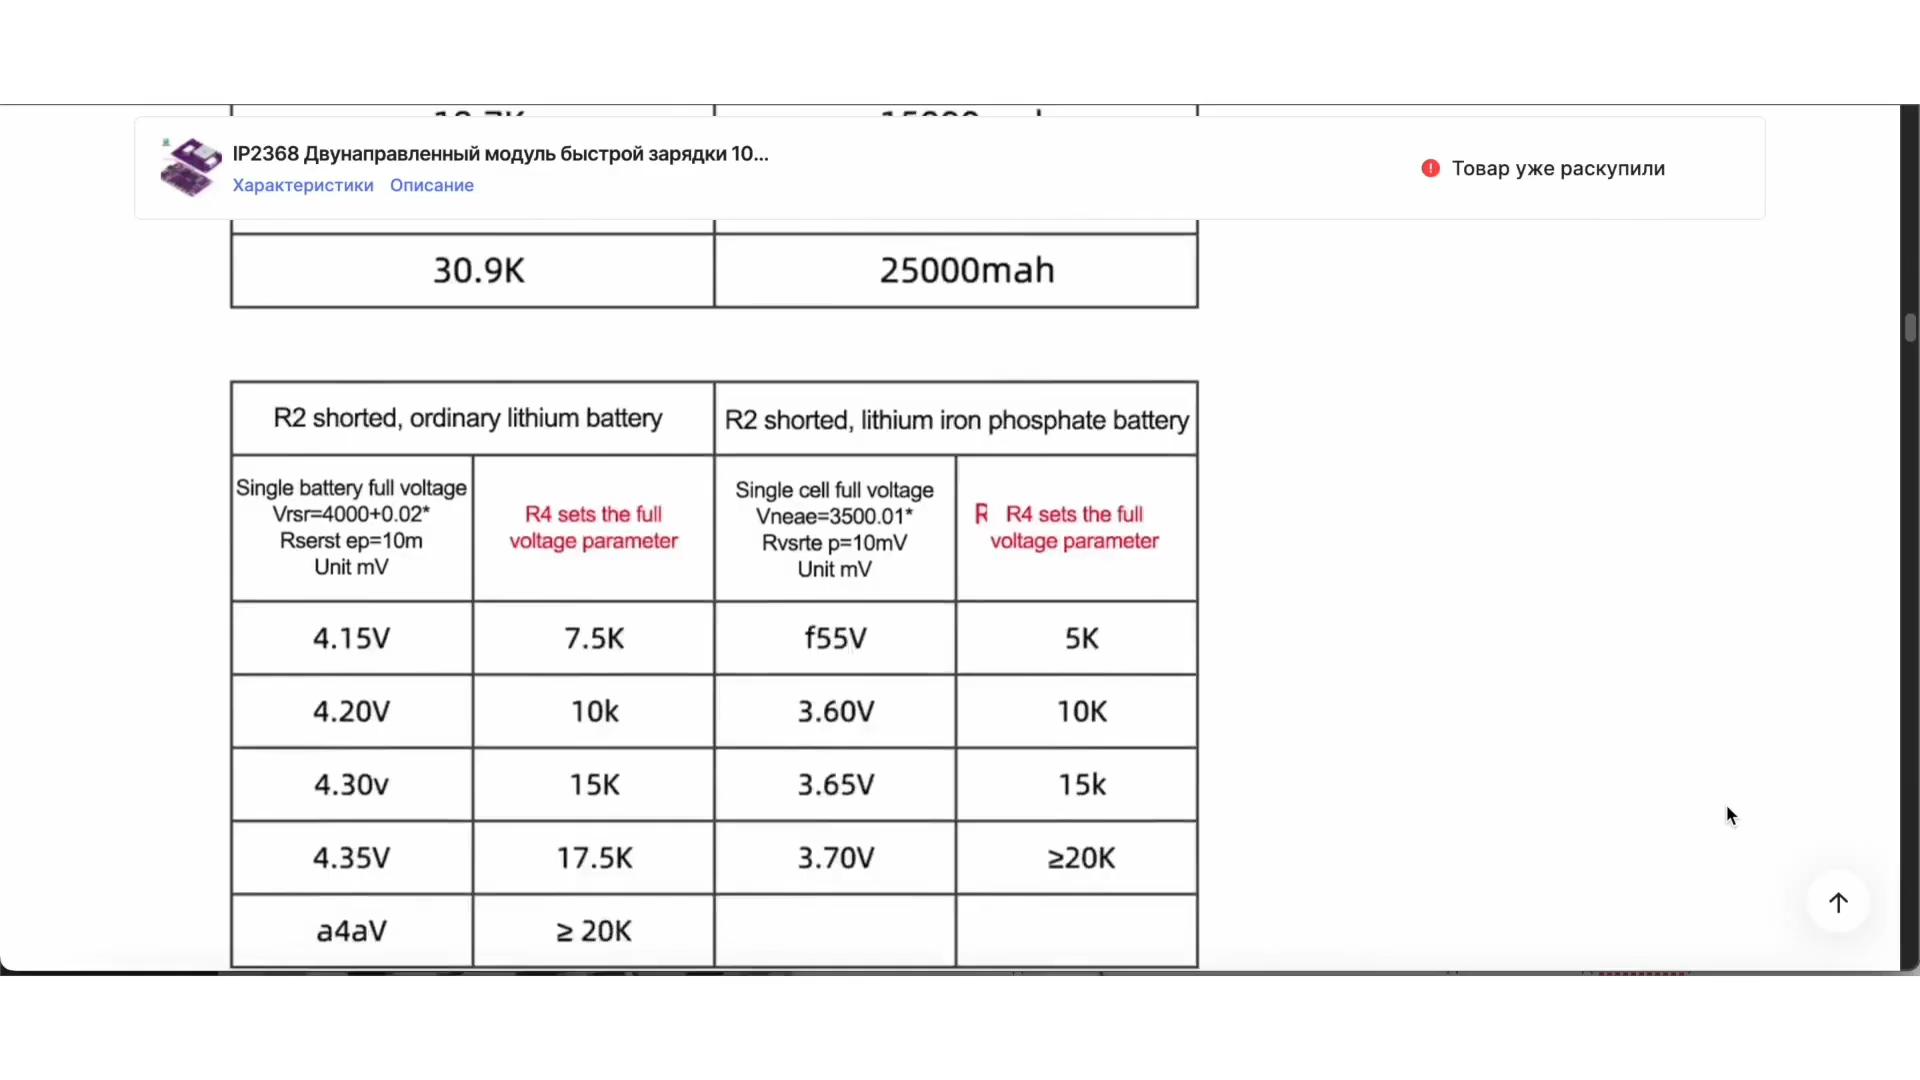 IP2368 Двунаправленный модуль быстрой зарядки 10...
Характеристики Описание
Товар уже раскупили
30.9K 25000mah
R2 shorted, ordinary lithium battery R2 shorted, lithium iron phosphate battery
Single battery full voltage
Vrsr=4000+0.02*
Rserst ep=10m
Unit mV
R4 sets the full
voltage parameter
Single cell full voltage
Vneae=3500.01*
Rvsrte p=10mV
Unit mV
R R4 sets the full
voltage parameter
4.15V 7.5K f55V 5K
4.20V 10k 3.60V 10K
4.30v 15K 3.65V 15k
4.35V 17.5K 3.70V ≥20K
a4aV ≥ 20K